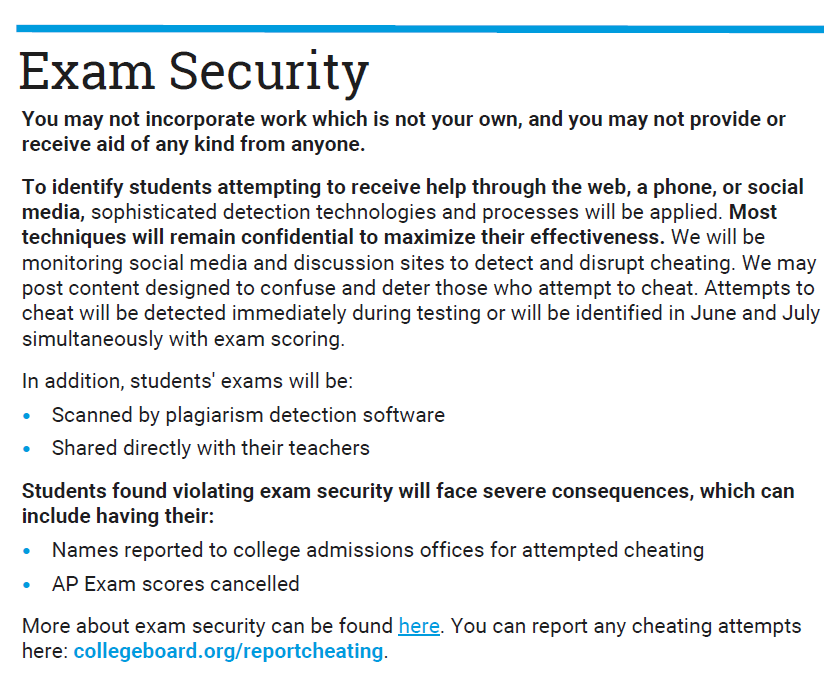 Exam Security
You may not incorporate work which is not your own, and you may not provide or
receive aid of any kind from anyone.
To identify students attempting to receive help through the web, a phone, or social
media, sophisticated detection technologies and processes will be applied. Most
techniques will remain confidential to maximize their effectiveness. We will be
monitoring social media and discussion sites to detect and disrupt cheating. We may
post content designed to confuse and deter those who attempt to cheat. Attempts to
cheat will be detected immediately during testing or will be identified in June and July
simultaneously with exam scoring.
In addition, students' exams will be:
• Scanned by plagiarism detection software
• Shared directly with their teachers
Students found violating exam security will face severe consequences, which can
include having their:
• Names reported to college admissions offices for attempted cheating
• AP Exam scores cancelled
More about exam security can be found here. You can report any cheating attempts
here: collegeboard.org/reportcheating.